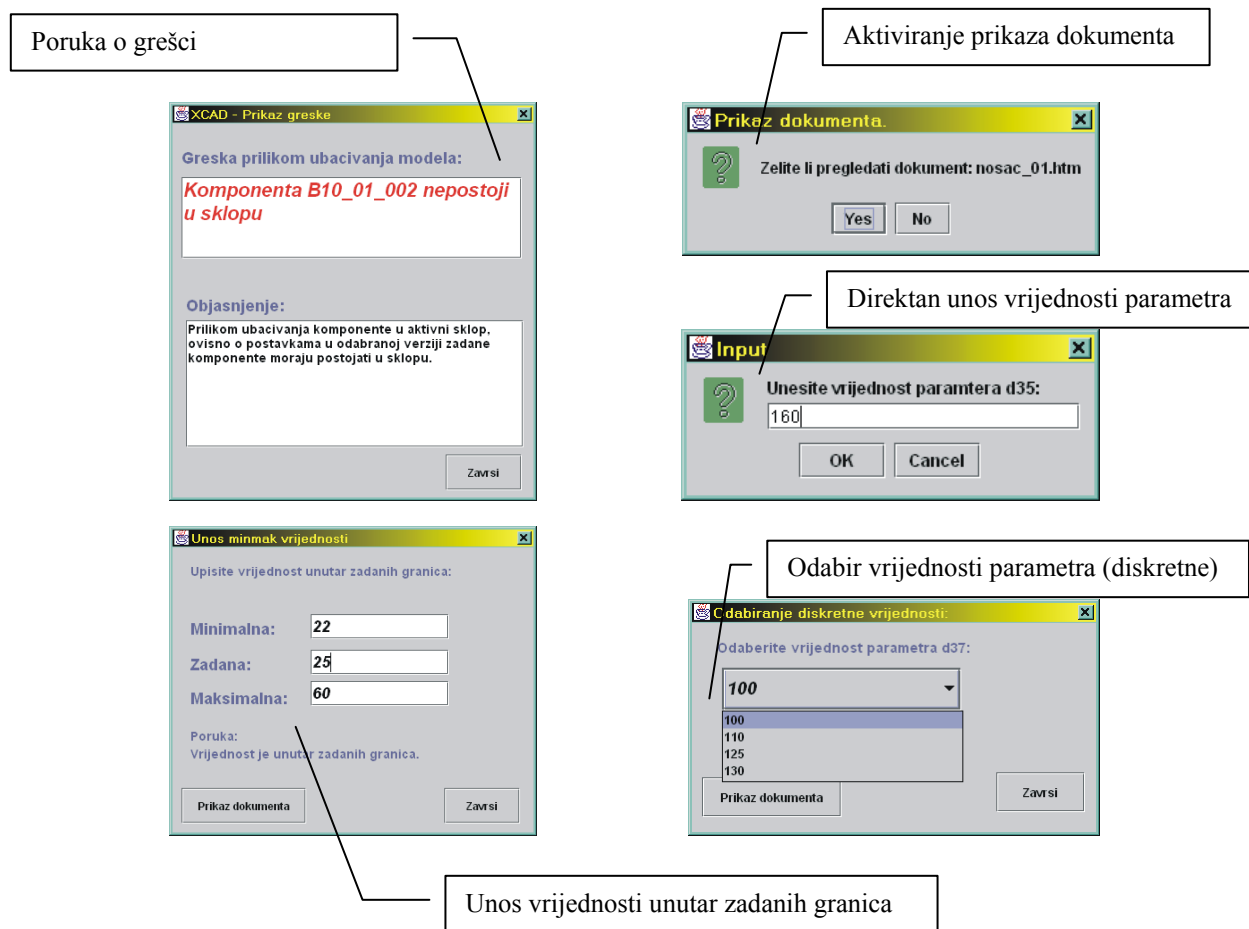 Poruka o grešci
XCAD - Prikaz greske
Greska prilikom ubacivanja modela:
Komponenta B10_01_002 nepostoji
u sklopu
Objasnjenje:
Prilikom ubacivanja komponente u aktivni sklop,
ovisno o postavkama u odabranoj verziji zadane
komponente moraju postojati u sklopu.
Zavrsi
Aktiviranje prikaza dokumenta
Prikaz dokumenta.
Zelite li pregledati dokument: nosac_01.htm
Yes No
Direktan unos vrijednosti parametra
Input
Unesite vrijednost paramtera d35:
160
OK Cancel
Unos minmak vrijednosti
Upisite vrijednost unutar zadanih granica:
Minimalna: 22
Zadana: 25
Maksimalna: 60
Poruka:
Vrijednost je unutar zadanih granica.
Prikaz dokumenta Zavrsi
Odabir vrijednosti parametra (diskretne)
Odabiranje diskretne vrijednosti:
Odaberite vrijednost parametra d37:
100
100
110
125
130
Prikaz dokumenta Zavrsi
Unos vrijednosti unutar zadanih granica